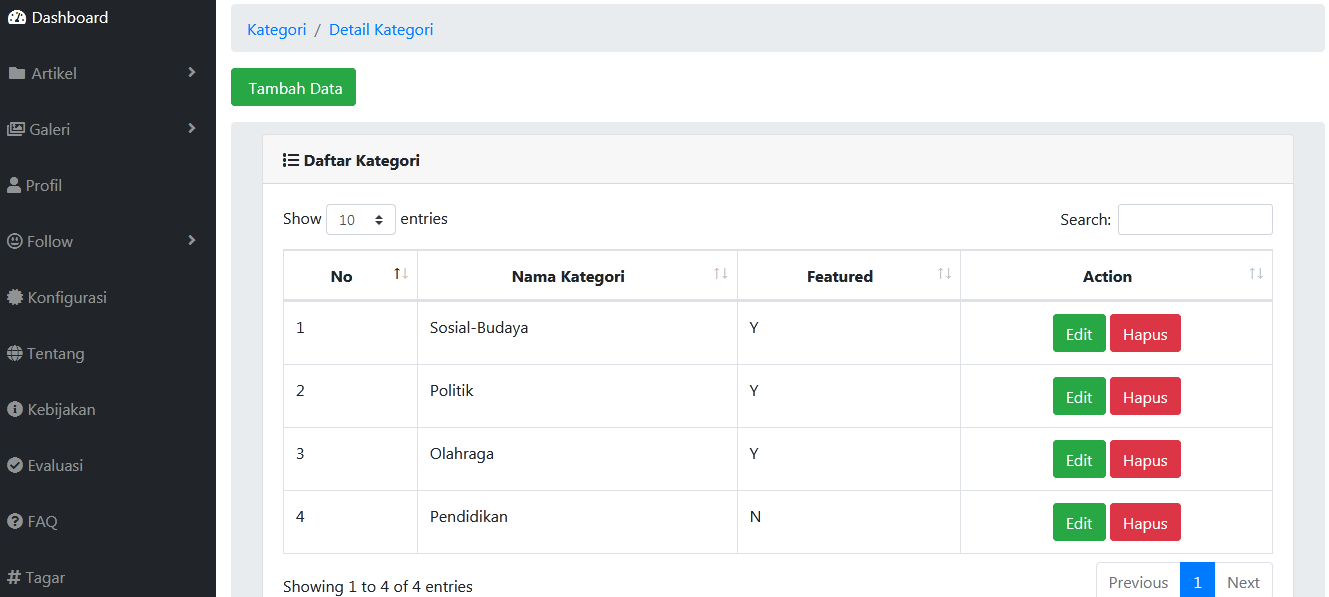 Dashboard
Artikel
Galeri
Profil
Follow
Konfigurasi
Tentang
Kebijakan
Evaluasi
FAQ
# Tagar
Kategori / Detail Kategori
Tambah Data
Daftar Kategori
Show 10 entries Search:
No Nama Kategori Featured Action
1 Sosial-Budaya Y Edit Hapus
2 Politik Y Edit Hapus
3 Olahraga Y Edit Hapus
4 Pendidikan N Edit Hapus
Showing 1 to 4 of 4 entries Previous 1 Next